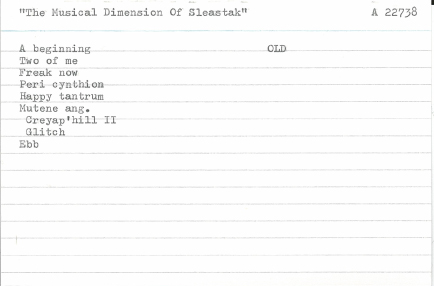 "The Musical Dimension Of Sleastak" A 22738
A beginning OLD
Two of me
Freak now
Peri cynthion
Happy tantrum
Mutene ang.
Creyap'hill II
Glitch
Ebb